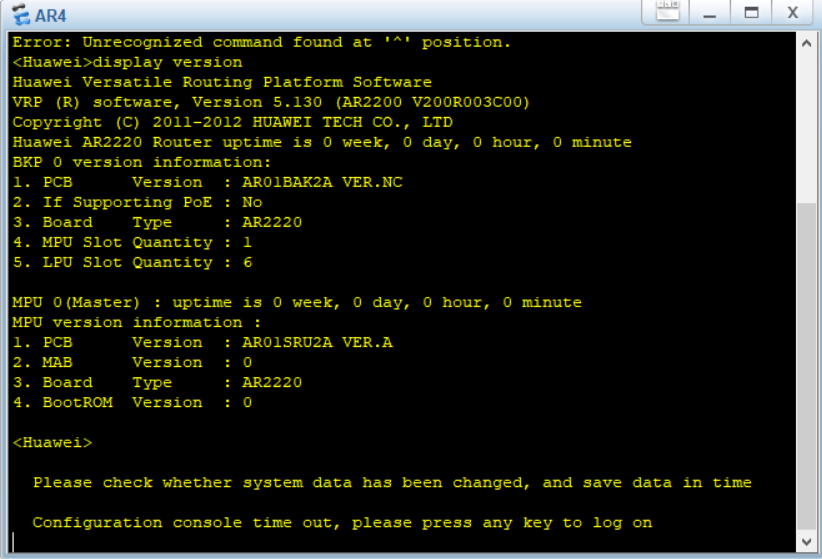 AR4
Error: Unrecognized command found at '^' position.
<Huawei>display version
Huawei Versatile Routing Platform Software
VRP (R) software, Version 5.130 (AR2200 V200R003C00)
Copyright (C) 2011-2012 HUAWEI TECH CO., LTD
Huawei AR2220 Router uptime is 0 week, 0 day, 0 hour, 0 minute
BKP 0 version information:
1. PCB      Version  : AR01BAK2A VER.NC
2. If Supporting PoE : No
3. Board    Type     : AR2220
4. MPU Slot Quantity : 1
5. LPU Slot Quantity : 6
MPU 0(Master) : uptime is 0 week, 0 day, 0 hour, 0 minute
MPU version information :
1. PCB      Version  : AR01SRU2A VER.A
2. MAB      Version  : 0
3. Board    Type     : AR2220
4. BootROM  Version  : 0
<Huawei>
Please check whether system data has been changed, and save data in time
Configuration console time out, please press any key to log on